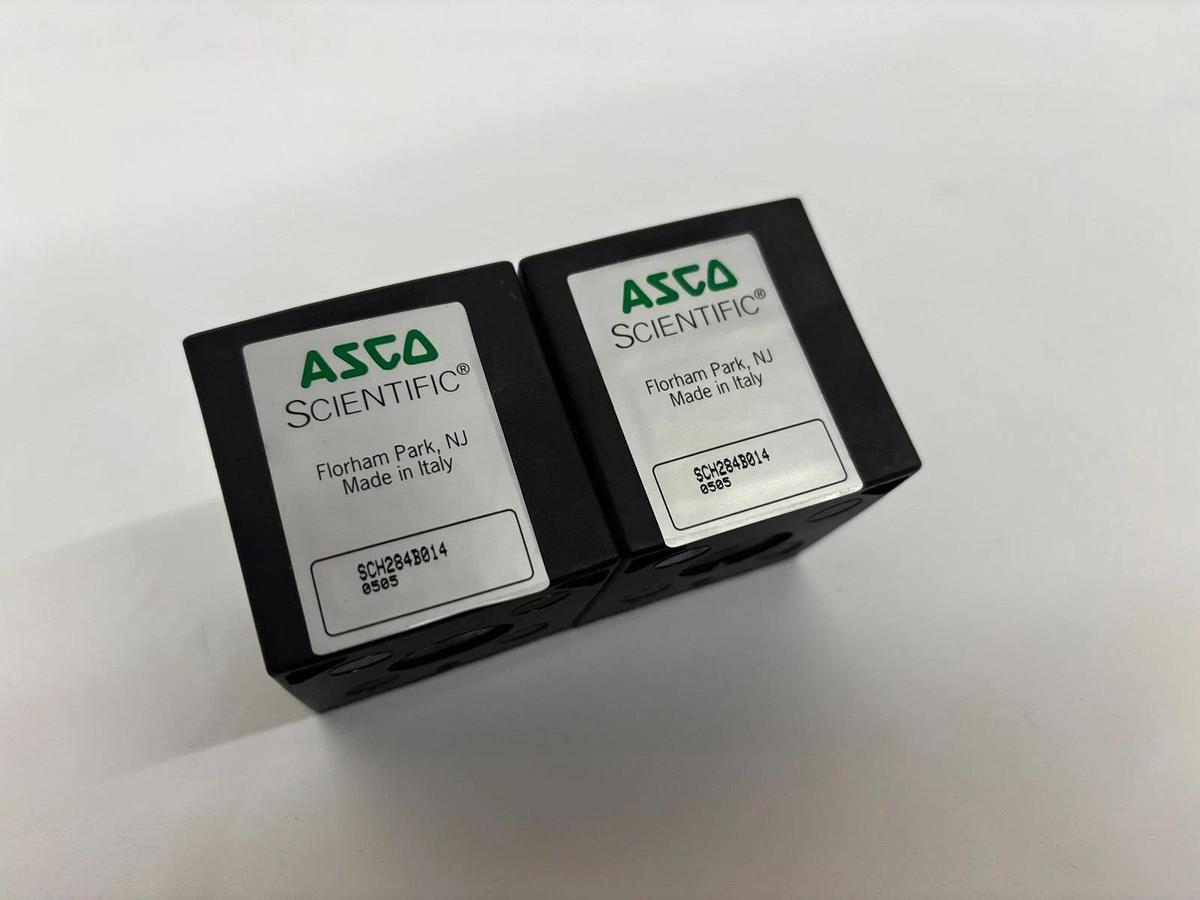 ASCO
SCIENTIFIC®
Florham Park, NJ
Made in Italy
SCH284B014
0505
ASCO
SCIENTIFIC®
Florham Park, NJ
Made in Italy
SCH284B014
0505